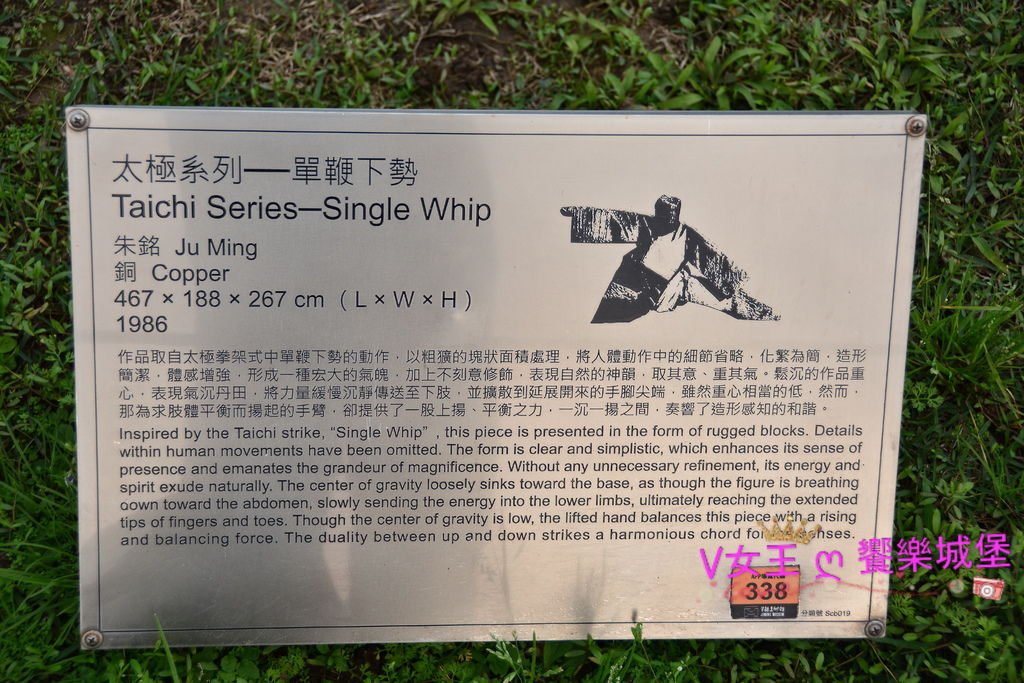 太極系列──單鞭下勢
Taichi Series—Single Whip
朱銘 Ju Ming
銅 Copper
467 × 188 × 267 cm ( L × W × H )
1986
作品取自太極拳架式中單鞭下勢的動作，以粗獷的塊狀面積處理，將人體動作中的細節省略，化繁為簡，造形
簡潔，體感增強，形成一種宏大的氣魄，加上不刻意修飾，表現自然的神韻，取其意、重其氣。鬆沉的作品重
心，表現氣沉丹田，將力量緩慢沉靜傳送至下肢，並擴散到延展開來的手腳尖端，雖然重心相當的低，然而，
那為求肢體平衡而揚起的手臂，卻提供了一股上揚、平衡之力，一沉一揚之間，奏響了造形感知的和諧。
Inspired by the Taichi strike, “Single Whip” , this piece is presented in the form of rugged blocks. Details
within human movements have been omitted. The form is clear and simplistic, which enhances its sense of
presence and emanates the grandeur of magnificence. Without any unnecessary refinement, its energy and
spirit exude naturally. The center of gravity loosely sinks toward the base, as though the figure is breathing
down toward the abdomen, slowly sending the energy into the lower limbs, ultimately reaching the extended
tips of fingers and toes. Though the center of gravity is low, the lifted hand balances this piece with a rising
and balancing force. The duality between up and down strikes a harmonious chord for senses.
V女王ღ饗樂城堡
338
分類號 Scb019